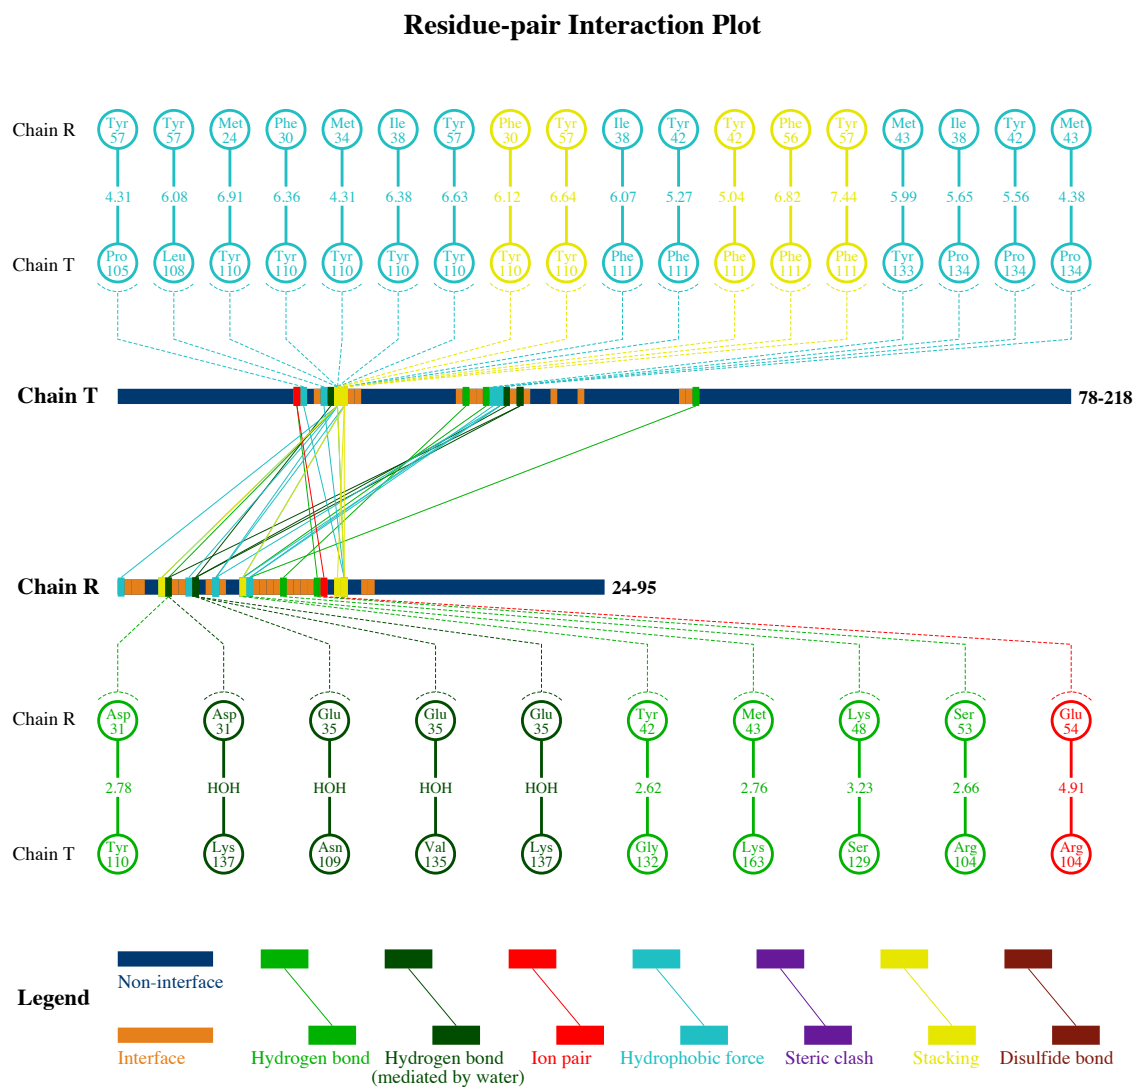 Residue-pair Interaction Plot
Chain R
Tyr 57 Tyr 57 Met 24 Phe 30 Met 34 Ile 38 Tyr 57 Phe 30 Tyr 57 Ile 38 Tyr 42 Tyr 42 Phe 56 Tyr 57 Met 43 Ile 38 Tyr 42 Met 43
4.31 6.08 6.91 6.36 4.31 6.38 6.63 6.12 6.64 6.07 5.27 5.04 6.82 7.44 5.99 5.65 5.56 4.38
Chain T
Pro 105 Leu 108 Tyr 110 Tyr 110 Tyr 110 Tyr 110 Tyr 110 Tyr 110 Tyr 110 Phe 111 Phe 111 Phe 111 Phe 111 Phe 111 Tyr 133 Pro 134 Pro 134 Pro 134
Chain T 78-218
Chain R 24-95
Chain R
Asp 31 Asp 31 Glu 35 Glu 35 Glu 35 Tyr 42 Met 43 Lys 48 Ser 53 Glu 54
2.78 HOH HOH HOH HOH 2.62 2.76 3.23 2.66 4.91
Chain T
Tyr 110 Lys 137 Asn 109 Val 135 Lys 137 Gly 132 Lys 163 Ser 129 Arg 104 Arg 104
Legend
Non-interface
Interface
Hydrogen bond
Hydrogen bond
(mediated by water)
Ion pair
Hydrophobic force
Steric clash
Stacking
Disulfide bond